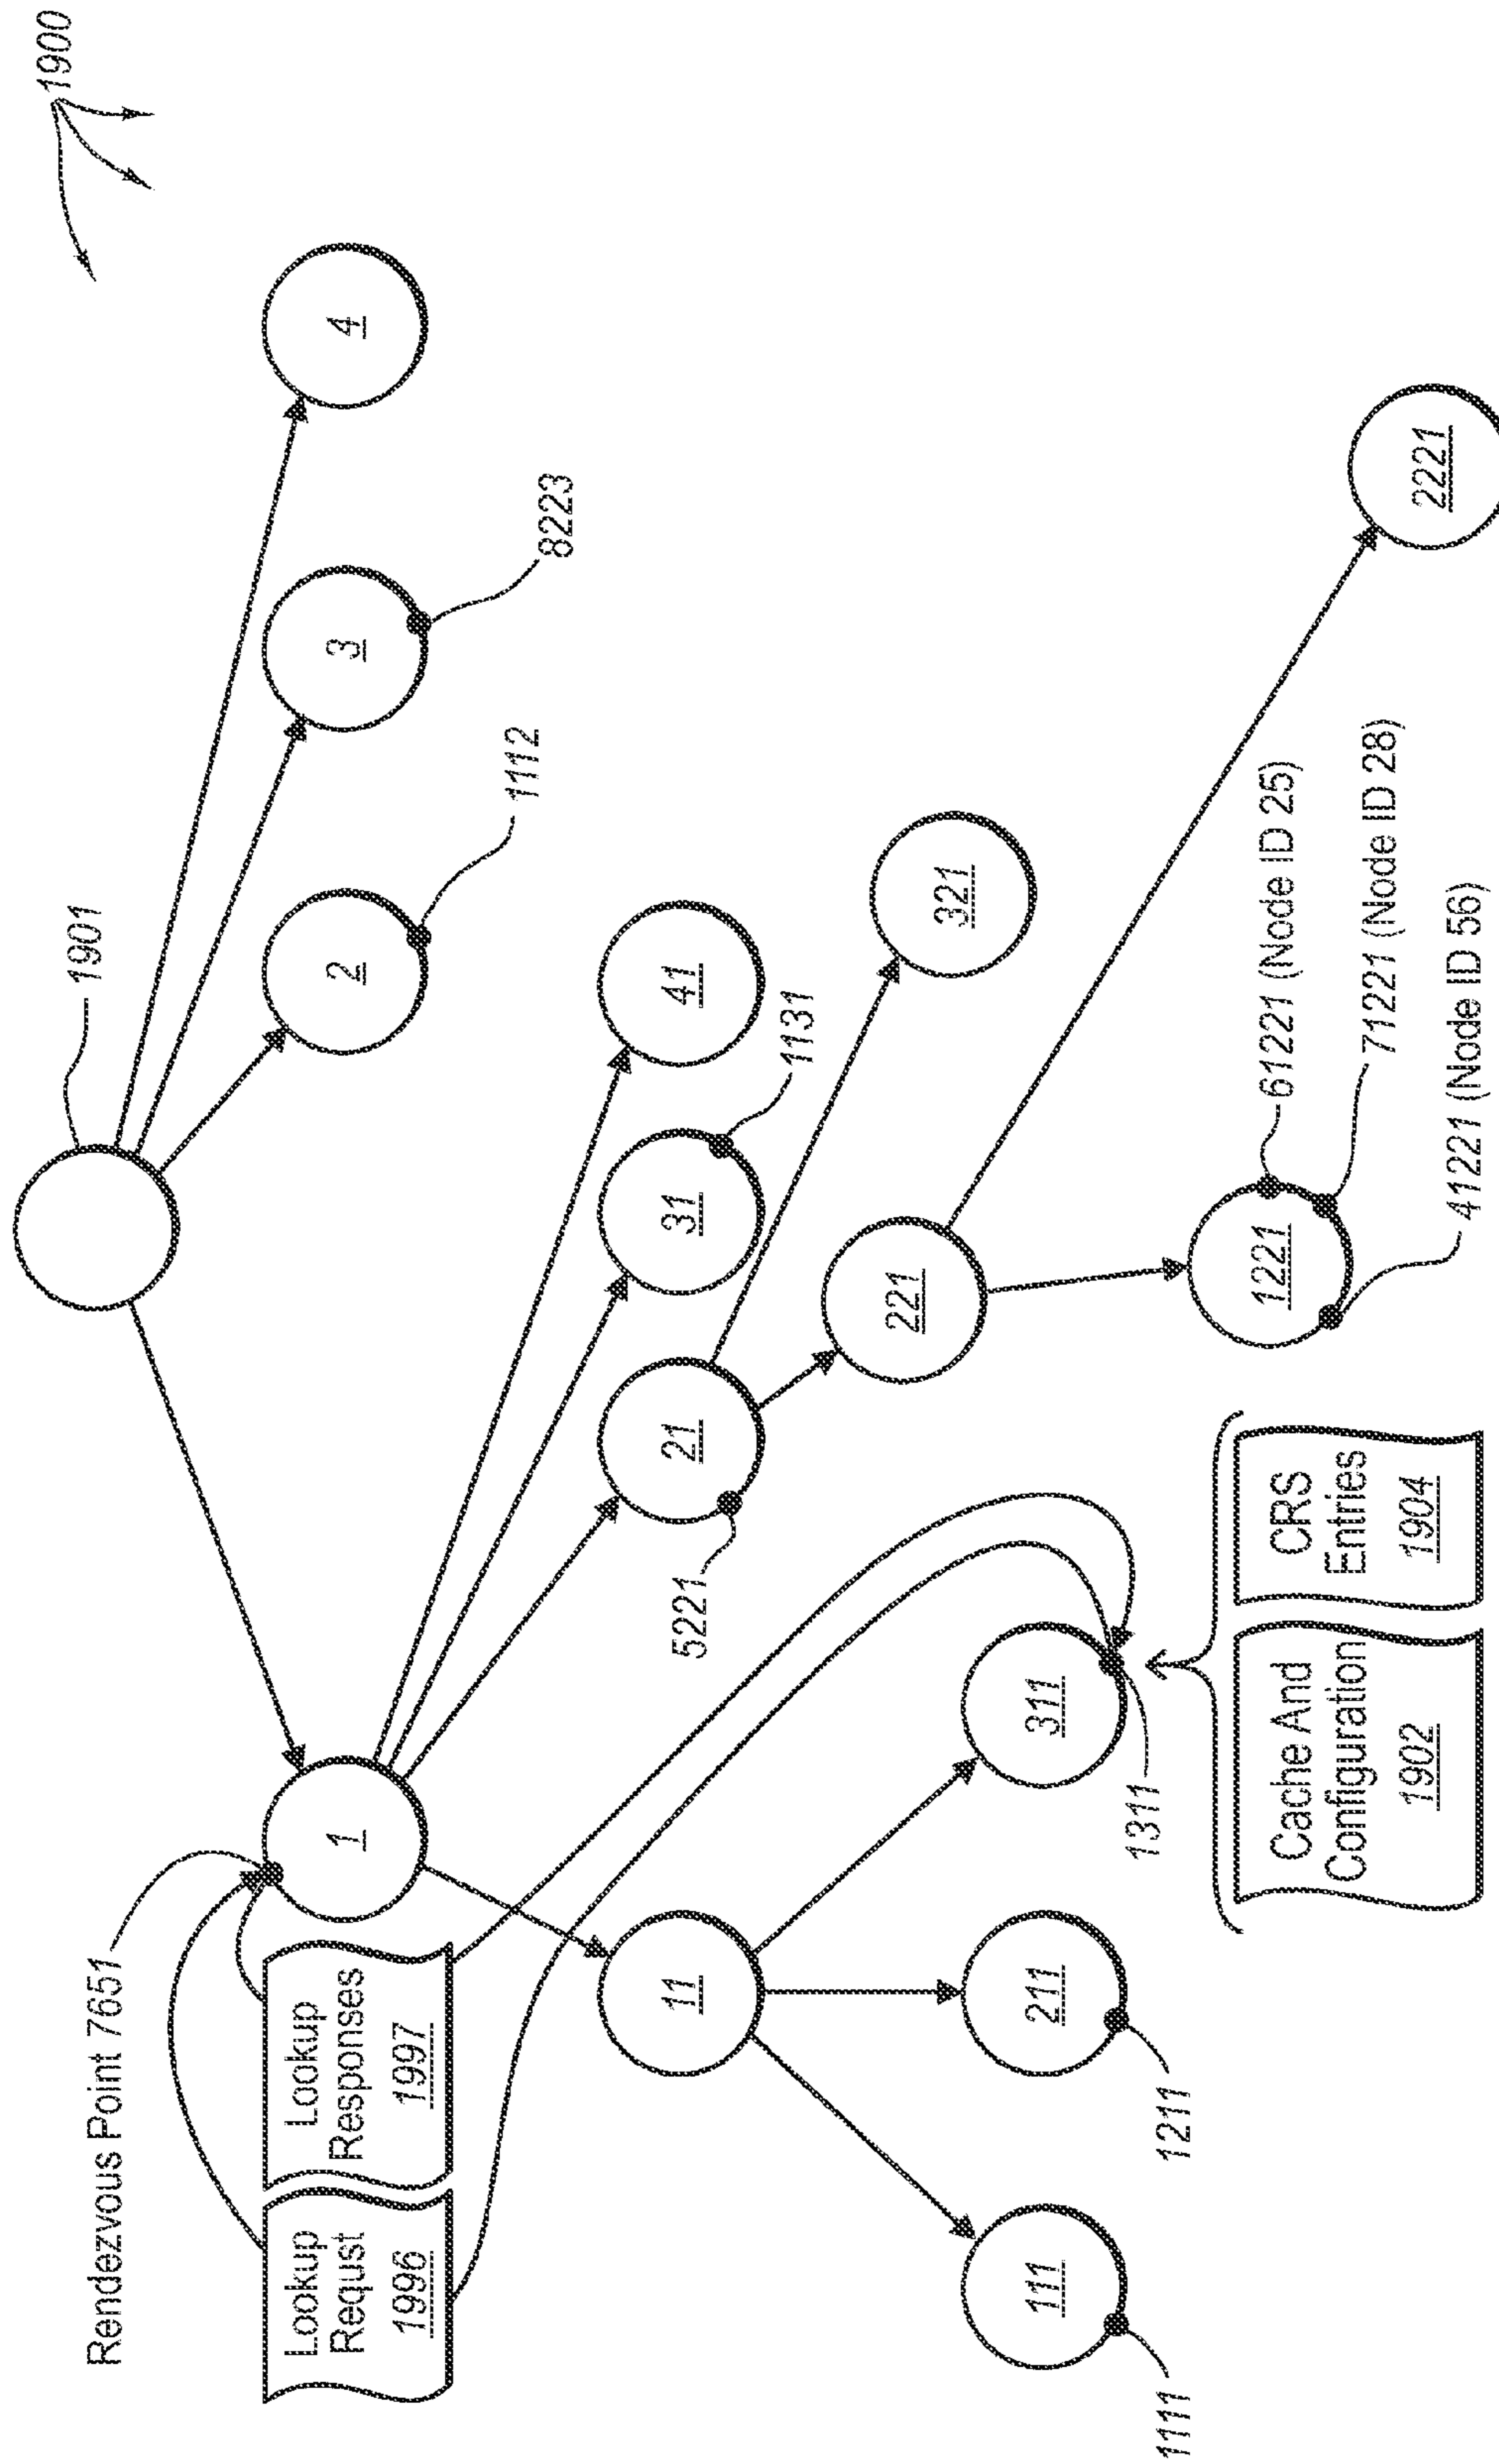 1900
1901
Rendezvous Point 7651
1
2
3
4
1112
8223
Lookup
Requst
1996
Lookup
Responses
1997
11
21
31
41
5221
1131
111
211
311
221
321
1111
1211
1311
1221
2221
61221 (Node ID 25)
71221 (Node ID 28)
41221 (Node ID 56)
Cache And
Configuration
1902
CRS
Entries
1904